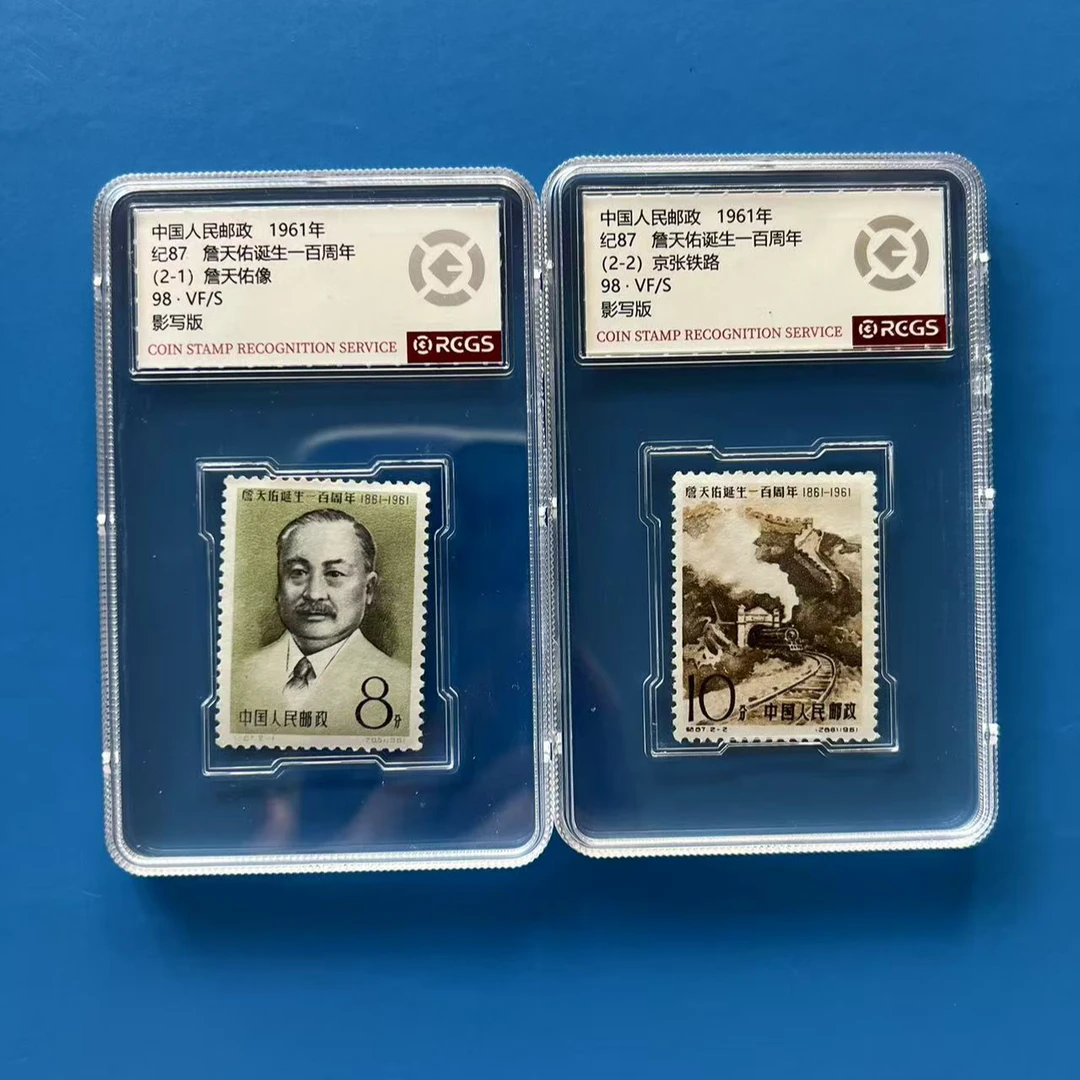 中国人民邮政 1961年
纪87 詹天佑诞生一百周年
(2-1) 詹天佑像
98·VF/S
影写版
COIN STAMP RECOGNITION SERVICE
RCGS
詹天佑诞生一百周年 1861-1961
8分
中国人民邮政
中国人民邮政 1961年
纪87 詹天佑诞生一百周年
(2-2) 京张铁路
98·VF/S
影写版
COIN STAMP RECOGNITION SERVICE
RCGS
詹天佑诞生一百周年 1861-1961
10分 中国人民邮政
纪87.2-2